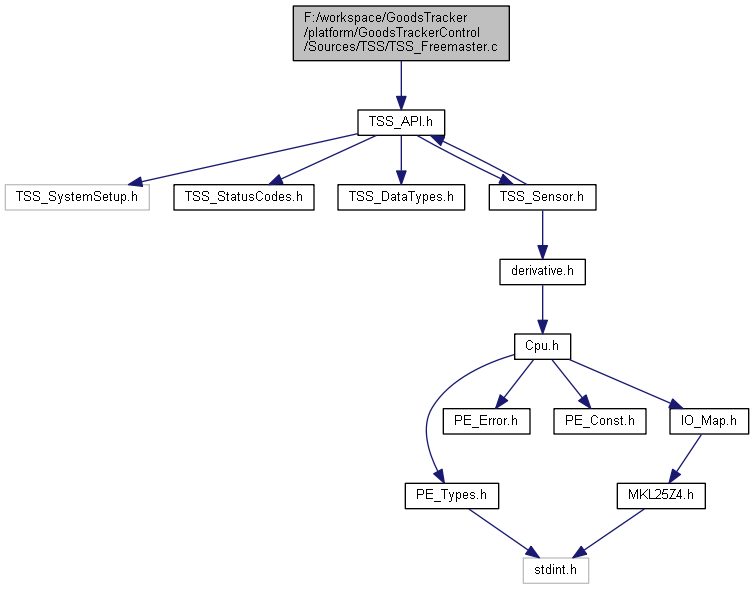 F:/workspace/GoodsTracker
/platform/GoodsTrackerControl
/Sources/TSS/TSS_Freemaster.c
TSS_API.h
TSS_SystemSetup.h
TSS_StatusCodes.h
TSS_DataTypes.h
TSS_Sensor.h
derivative.h
Cpu.h
PE_Error.h
PE_Const.h
IO_Map.h
PE_Types.h
MKL25Z4.h
stdint.h